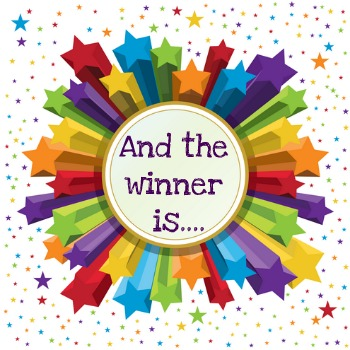 And the
winner
is....